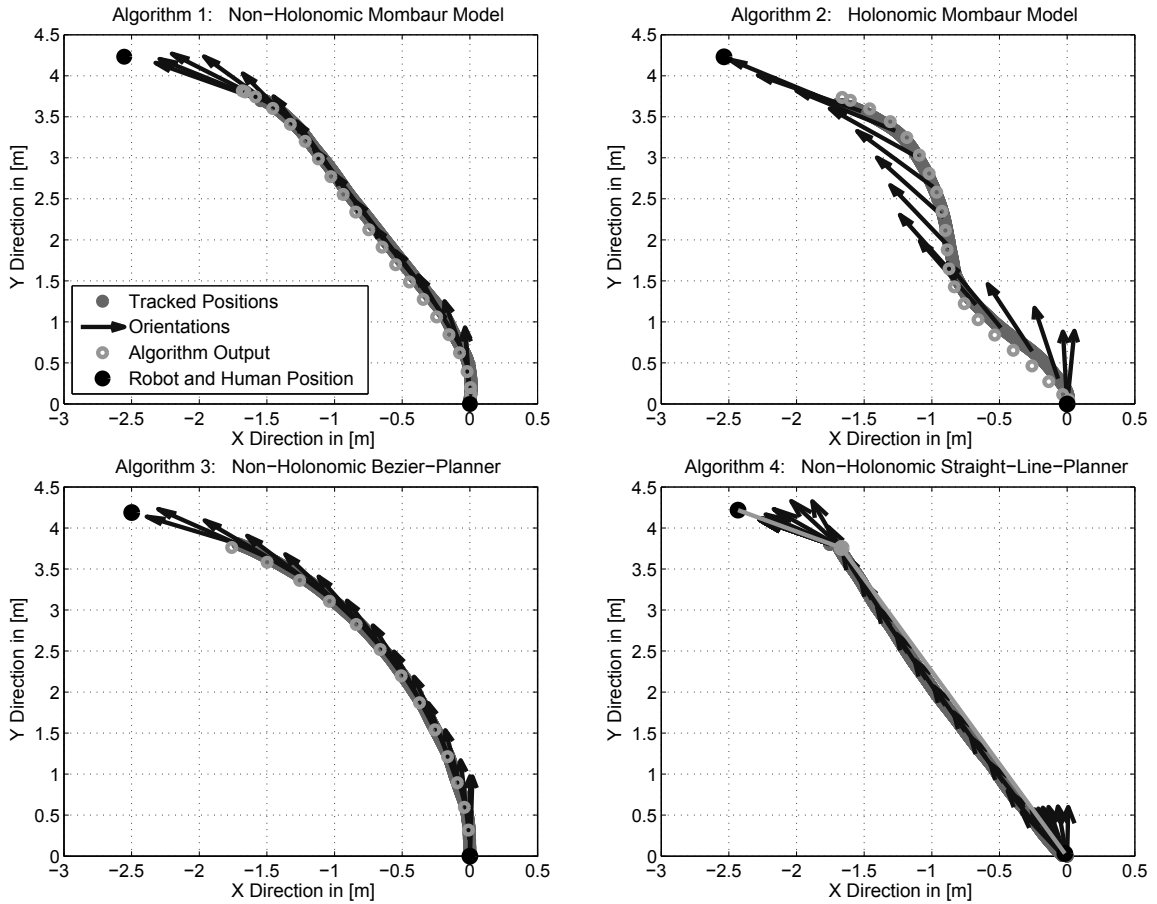 Algorithm 1: Non−Holonomic Mombaur Model
4.5
4
3.5
3
2.5
2
1.5
1
0.5
0
Y Direction in [m]
Tracked Positions
Orientations
Algorithm Output
Robot and Human Position
−3 −2.5 −2 −1.5 −1 −0.5 0 0.5
X Direction in [m]
Algorithm 2: Holonomic Mombaur Model
4.5
4
3.5
3
2.5
2
1.5
1
0.5
0
Y Direction in [m]
−3 −2.5 −2 −1.5 −1 −0.5 0 0.5
X Direction in [m]
Algorithm 3: Non−Holonomic Bezier−Planner
4.5
4
3.5
3
2.5
2
1.5
1
0.5
0
Y Direction in [m]
−3 −2.5 −2 −1.5 −1 −0.5 0 0.5
X Direction in [m]
Algorithm 4: Non−Holonomic Straight−Line−Planner
4.5
4
3.5
3
2.5
2
1.5
1
0.5
0
Y Direction in [m]
−3 −2.5 −2 −1.5 −1 −0.5 0 0.5
X Direction in [m]